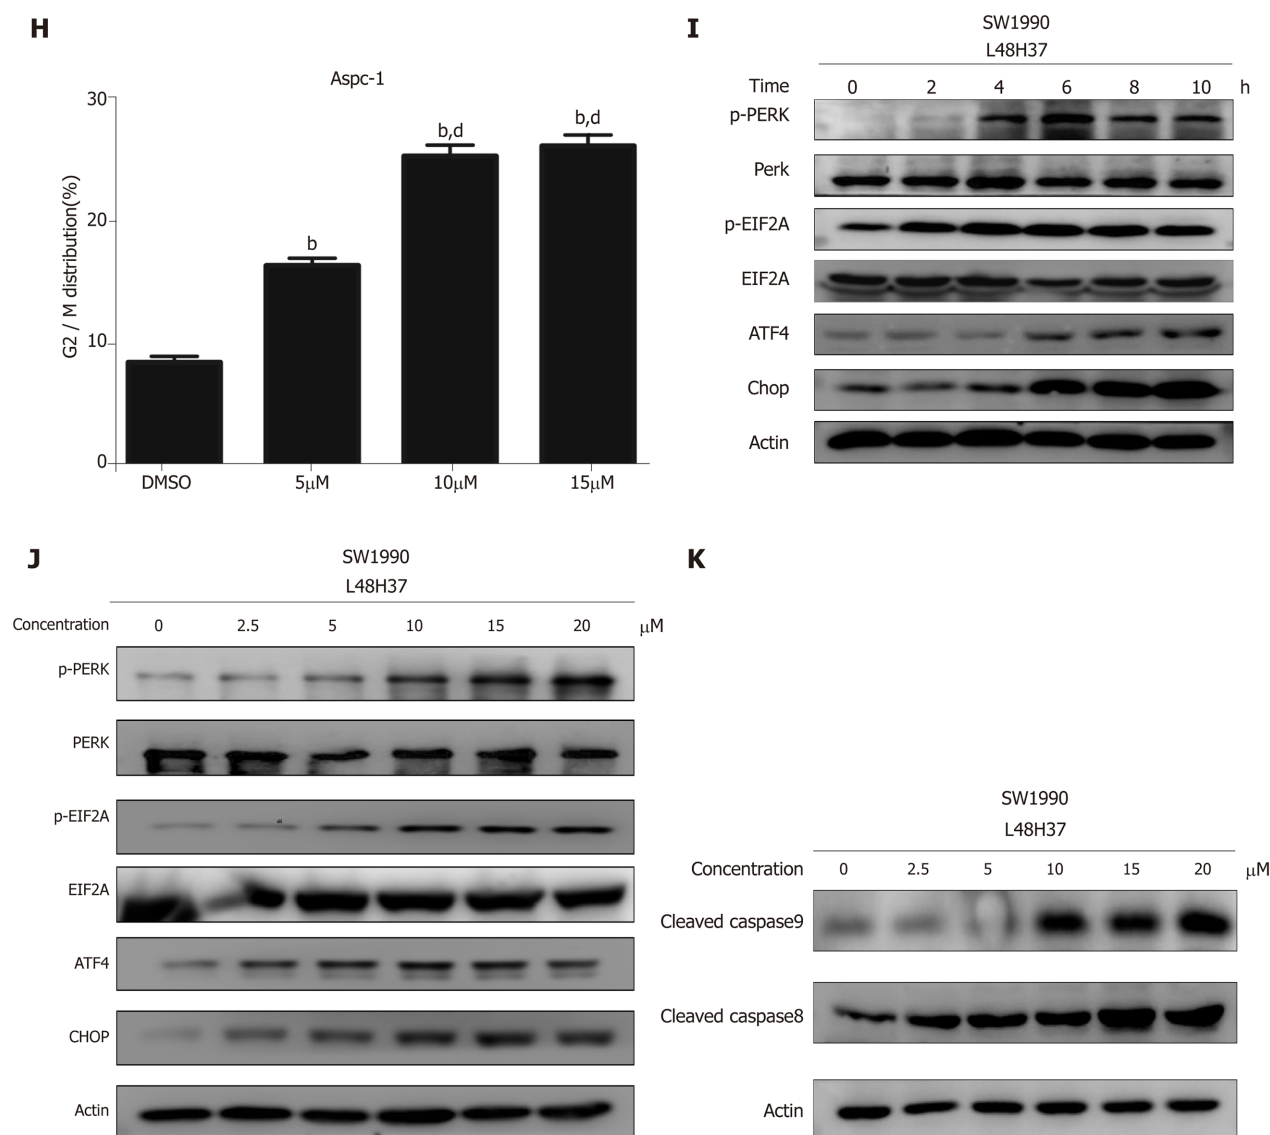 H
Aspc-1
30
20
10
0
G2 / M distribution(%)
b
b,d
b,d
DMSO 5μM 10μM 15μM
I
SW1990
L48H37
Time 0 2 4 6 8 10 h
p-PERK
Perk
p-EIF2A
EIF2A
ATF4
Chop
Actin
J
SW1990
L48H37
Concentration 0 2.5 5 10 15 20 μM
p-PERK
PERK
p-EIF2A
EIF2A
ATF4
CHOP
Actin
K
SW1990
L48H37
Concentration 0 2.5 5 10 15 20 μM
Cleaved caspase9
Cleaved caspase8
Actin